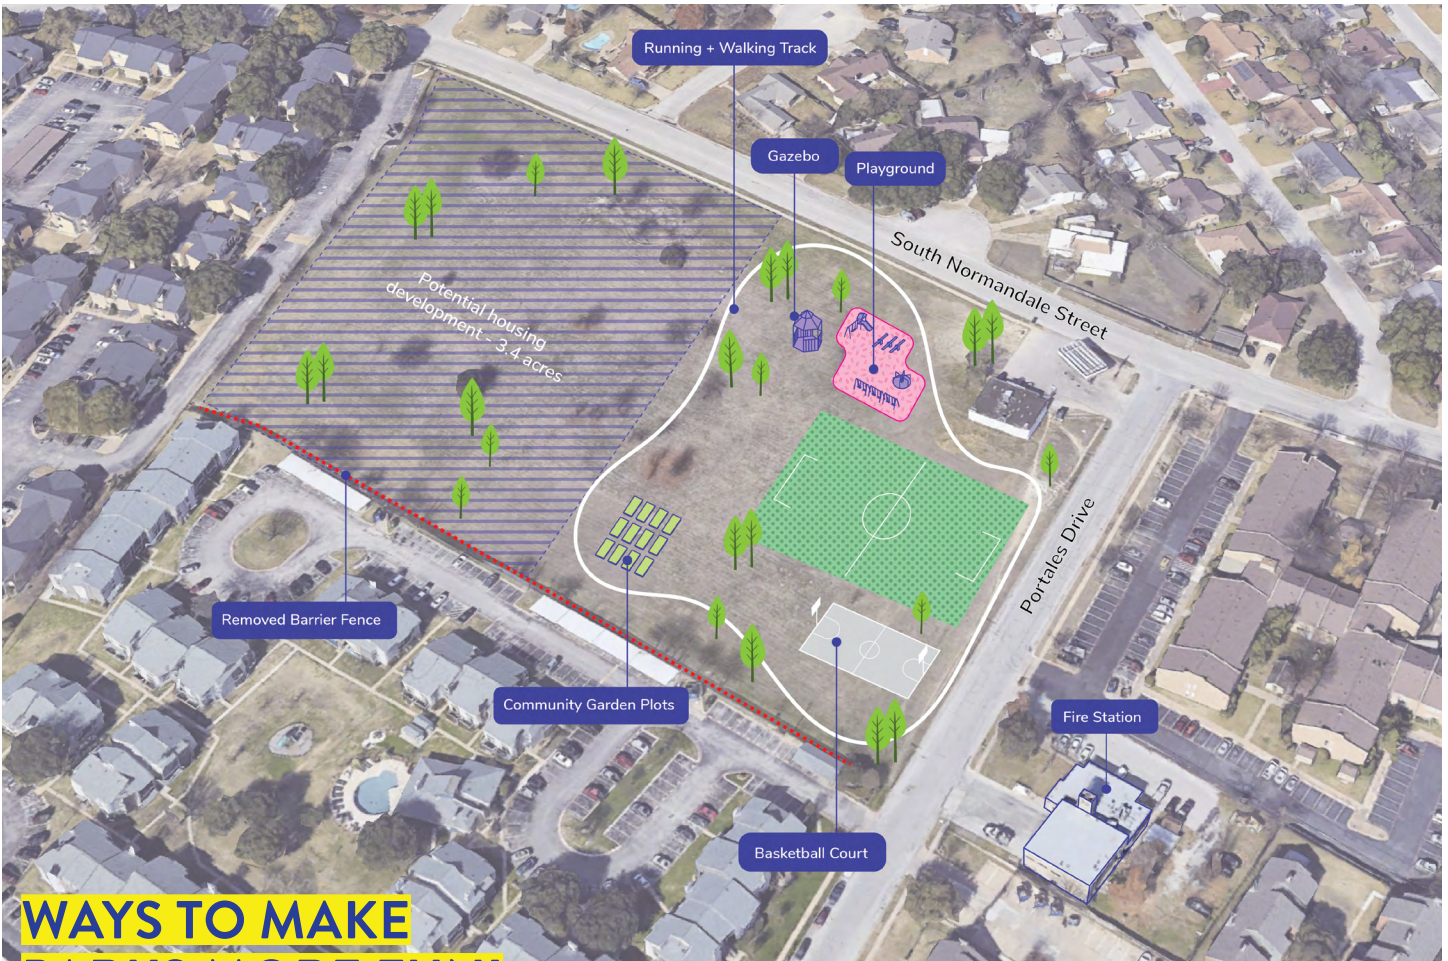 Running + Walking Track
Gazebo
Playground
South Normandale Street
Potential housing
development - 3.4 acres
Portales Drive
Removed Barrier Fence
Community Garden Plots
Fire Station
Basketball Court
WAYS TO MAKE